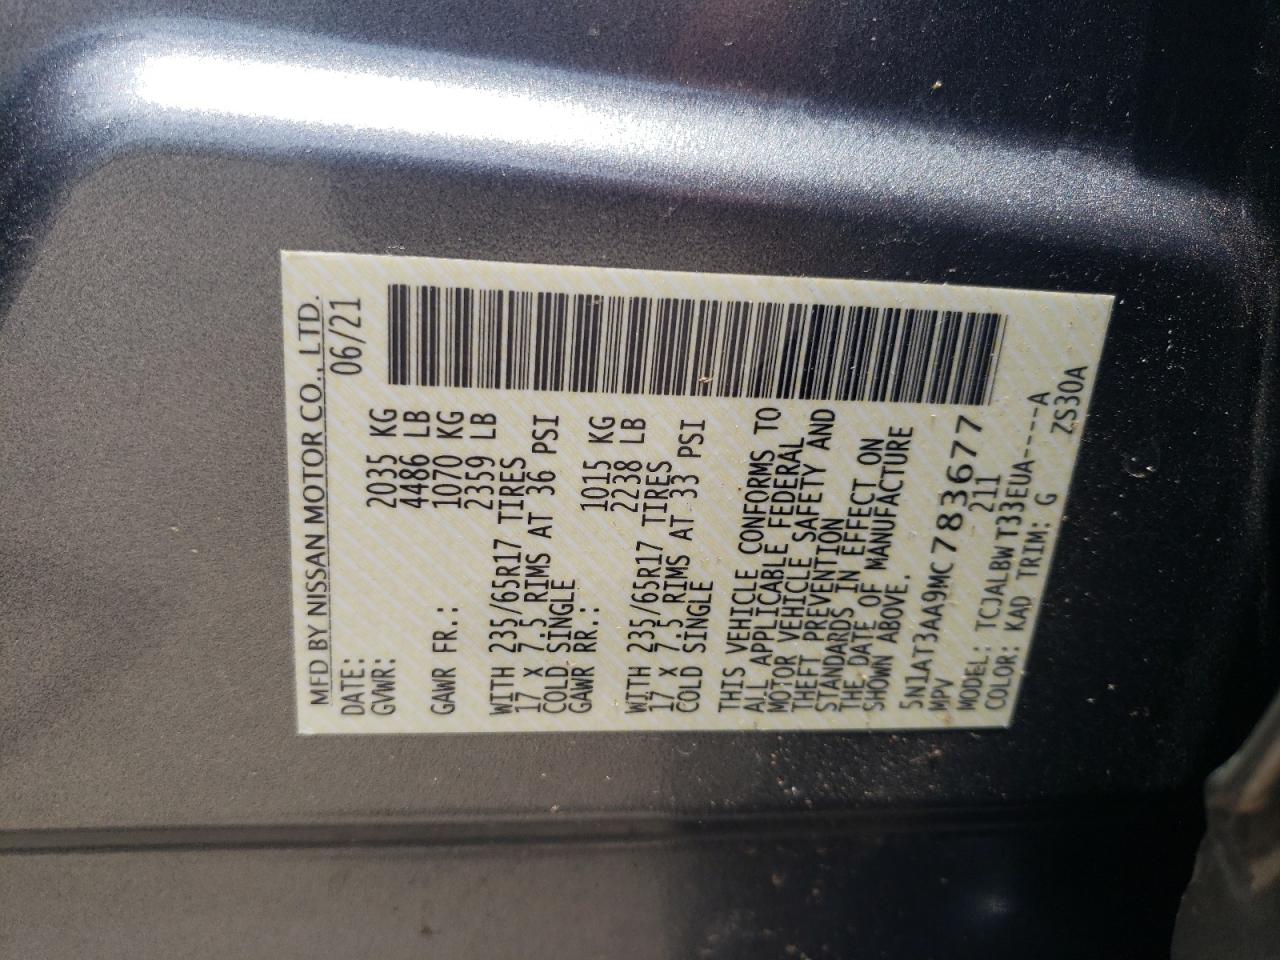 MFD BY NISSAN MOTOR CO., LTD.
DATE: 06/21
GVWR: 2035 KG
4486 LB
GAWR FR.: 1070 KG
2359 LB
WITH 235/65R17 TIRES
17 X 7.5 RIMS AT 36 PSI
COLD SINGLE
GAWR RR.: 1015 KG
2238 LB
WITH 235/65R17 TIRES
17 X 7.5 RIMS AT 33 PSI
COLD SINGLE
THIS VEHICLE CONFORMS TO
ALL APPLICABLE FEDERAL
MOTOR VEHICLE SAFETY AND
THEFT PREVENTION
STANDARDS IN EFFECT ON
THE DATE OF MANUFACTURE
SHOWN ABOVE.
5N1AT3AA9MC783677
MPV 211
MODEL: TCJALBWT33EUA----A
COLOR: KAD TRIM: G ZS30A